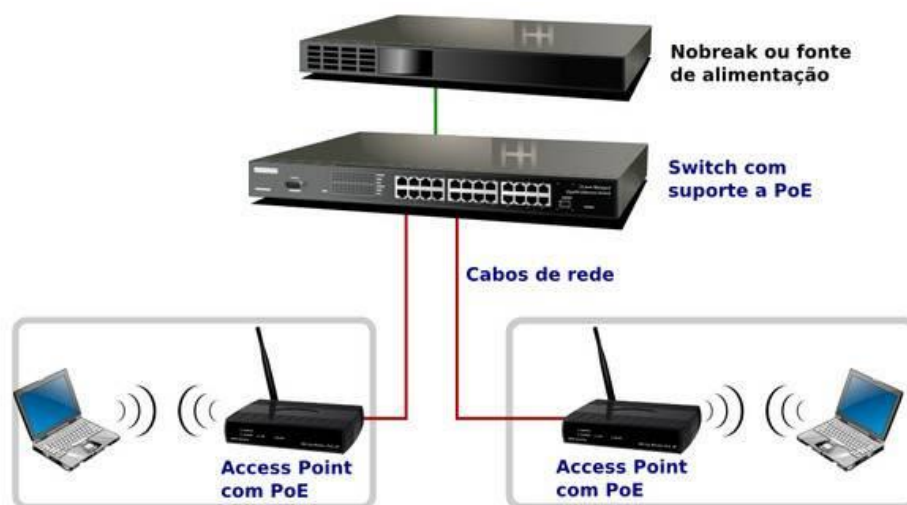 Nobreak ou fonte
de alimentação
Switch com
suporte a PoE
Cabos de rede
Access Point
com PoE
Access Point
com PoE